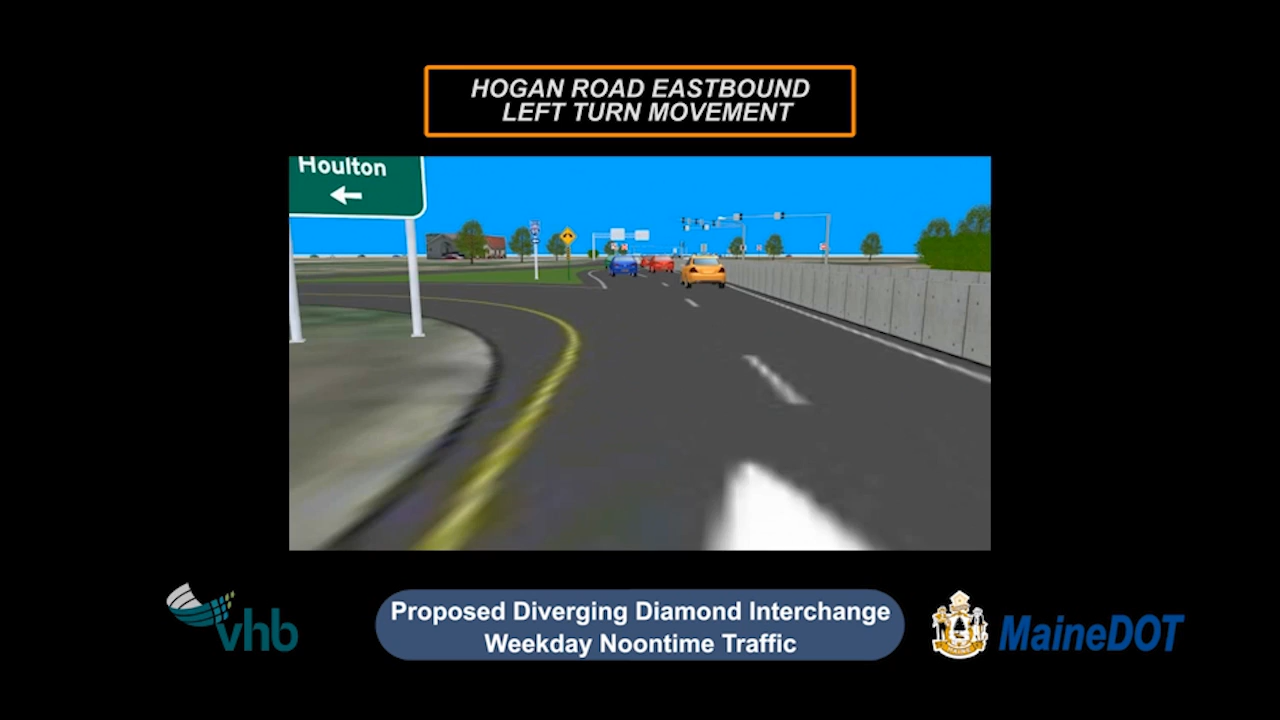 HOGAN ROAD EASTBOUND
LEFT TURN MOVEMENT
Houlton
vhb
Proposed Diverging Diamond Interchange
Weekday Noontime Traffic
MaineDOT